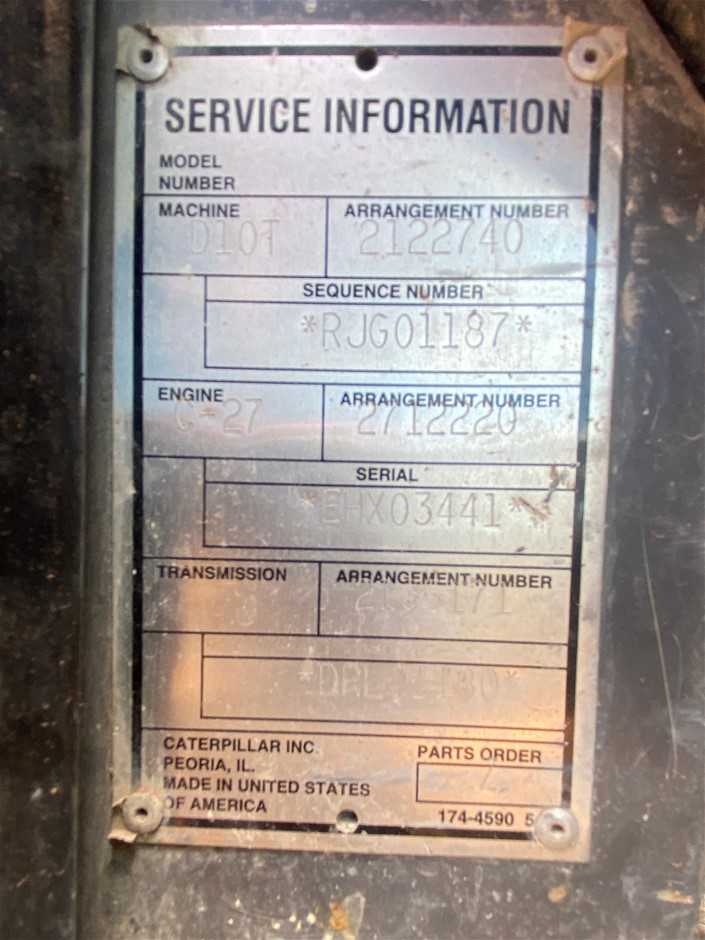 SERVICE INFORMATION
MODEL
NUMBER
MACHINE ARRANGEMENT NUMBER
D10T 2122740
SEQUENCE NUMBER
*RJG01187*
ENGINE ARRANGEMENT NUMBER
C-27 2712220
SERIAL
*EHX03441*
TRANSMISSION ARRANGEMENT NUMBER
CATERPILLAR INC.
PEORIA, IL.
MADE IN UNITED STATES
OF AMERICA
PARTS ORDER
174-4590 5